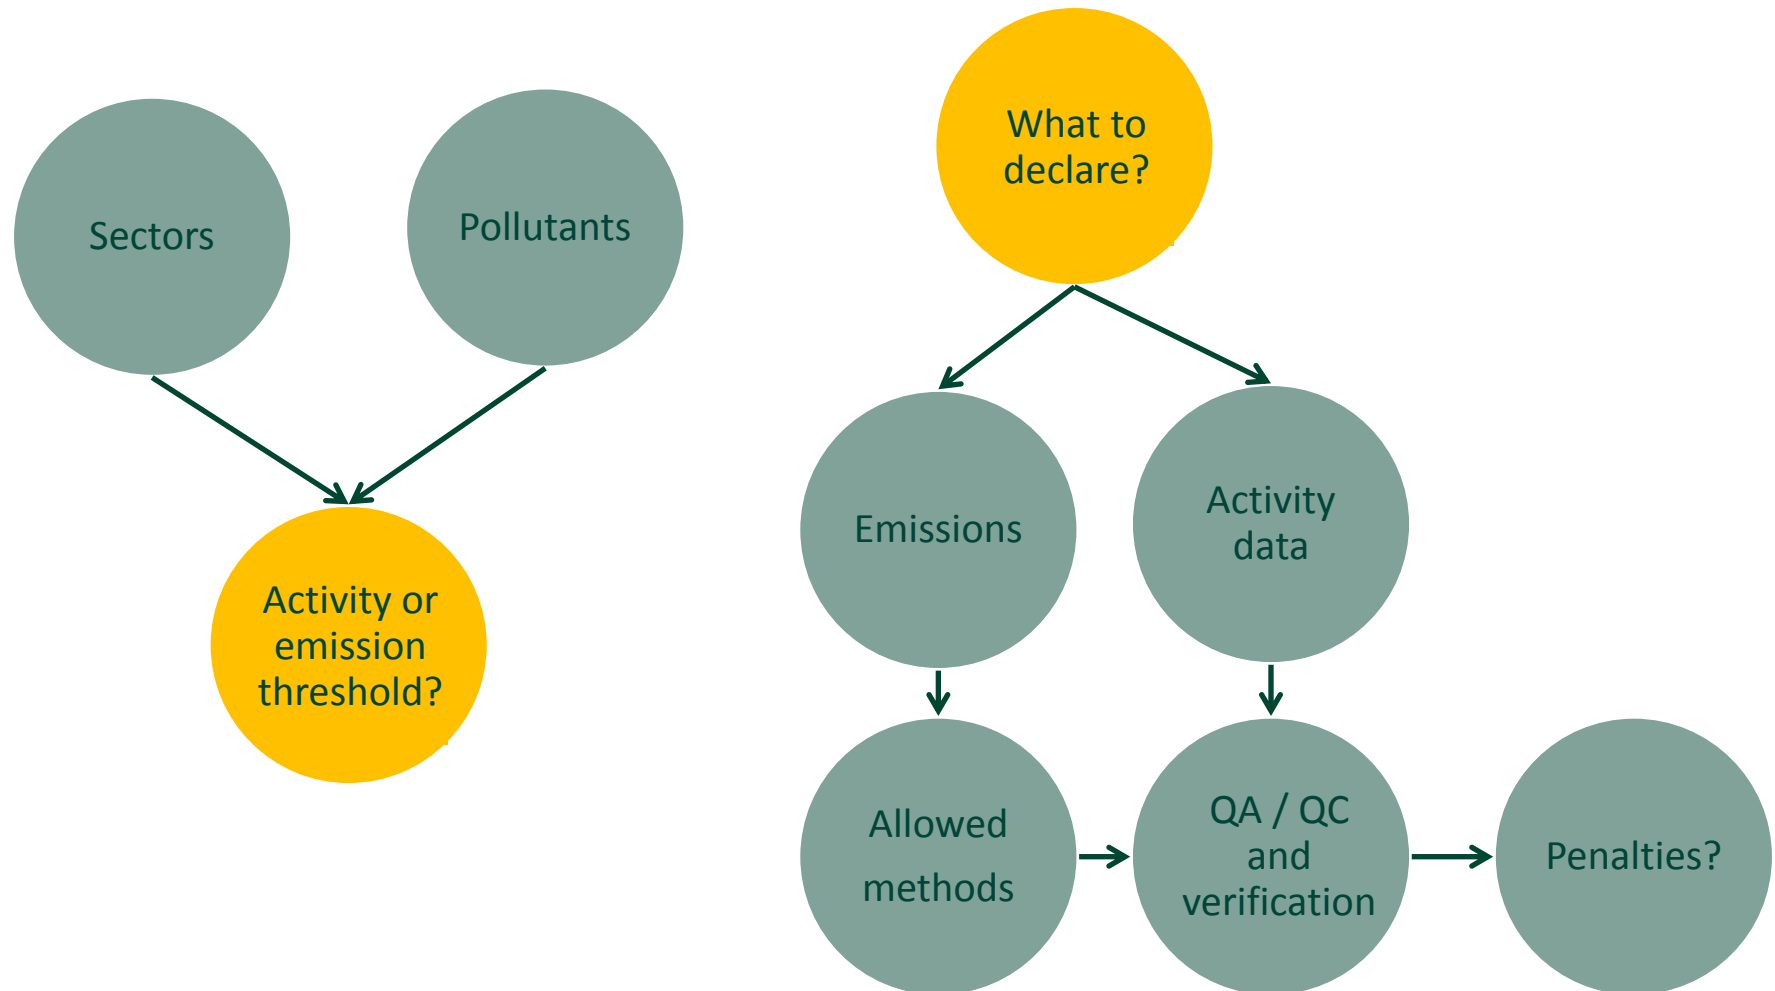 Sectors
Pollutants
Activity or
emission
threshold?
What to
declare?
Emissions
Activity
data
Allowed
methods
QA / QC
and
verification
Penalties?